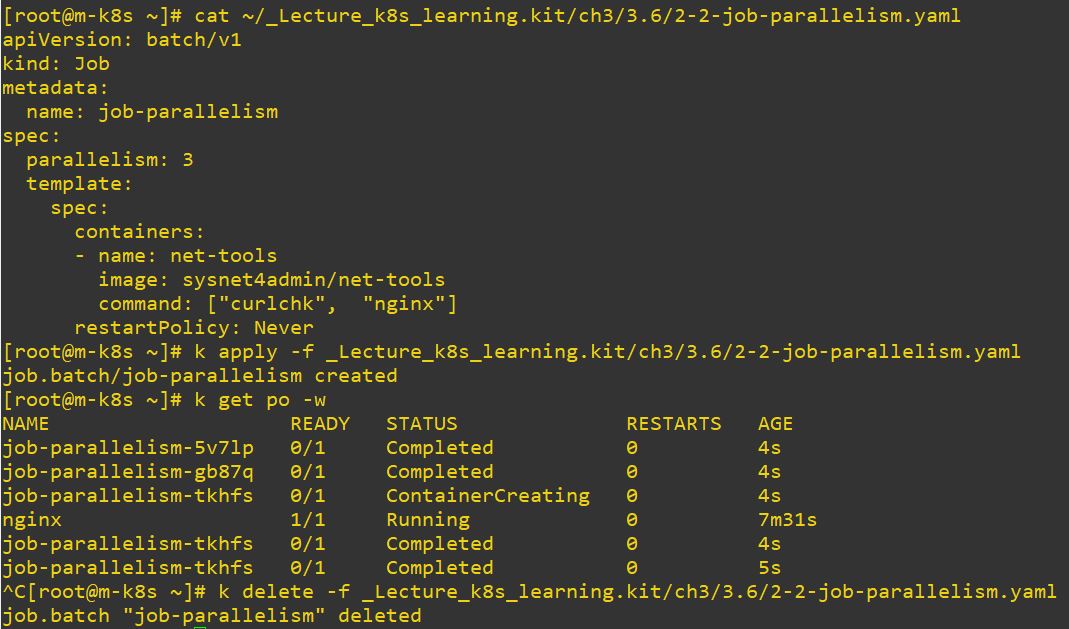 [root@m-k8s ~]# cat ~/_Lecture_k8s_learning.kit/ch3/3.6/2-2-job-parallelism.yaml
apiVersion: batch/v1
kind: Job
metadata:
  name: job-parallelism
spec:
  parallelism: 3
  template:
    spec:
      containers:
      - name: net-tools
        image: sysnet4admin/net-tools
        command: ["curlchk",  "nginx"]
      restartPolicy: Never
[root@m-k8s ~]# k apply -f _Lecture_k8s_learning.kit/ch3/3.6/2-2-job-parallelism.yaml
job.batch/job-parallelism created
[root@m-k8s ~]# k get po -w
NAME                    READY   STATUS              RESTARTS   AGE
job-parallelism-5v7lp   0/1     Completed           0          4s
job-parallelism-gb87q   0/1     Completed           0          4s
job-parallelism-tkhfs   0/1     ContainerCreating   0          4s
nginx                   1/1     Running             0          7m31s
job-parallelism-tkhfs   0/1     Completed           0          4s
job-parallelism-tkhfs   0/1     Completed           0          5s
^C[root@m-k8s ~]# k delete -f _Lecture_k8s_learning.kit/ch3/3.6/2-2-job-parallelism.yaml
job.batch "job-parallelism" deleted